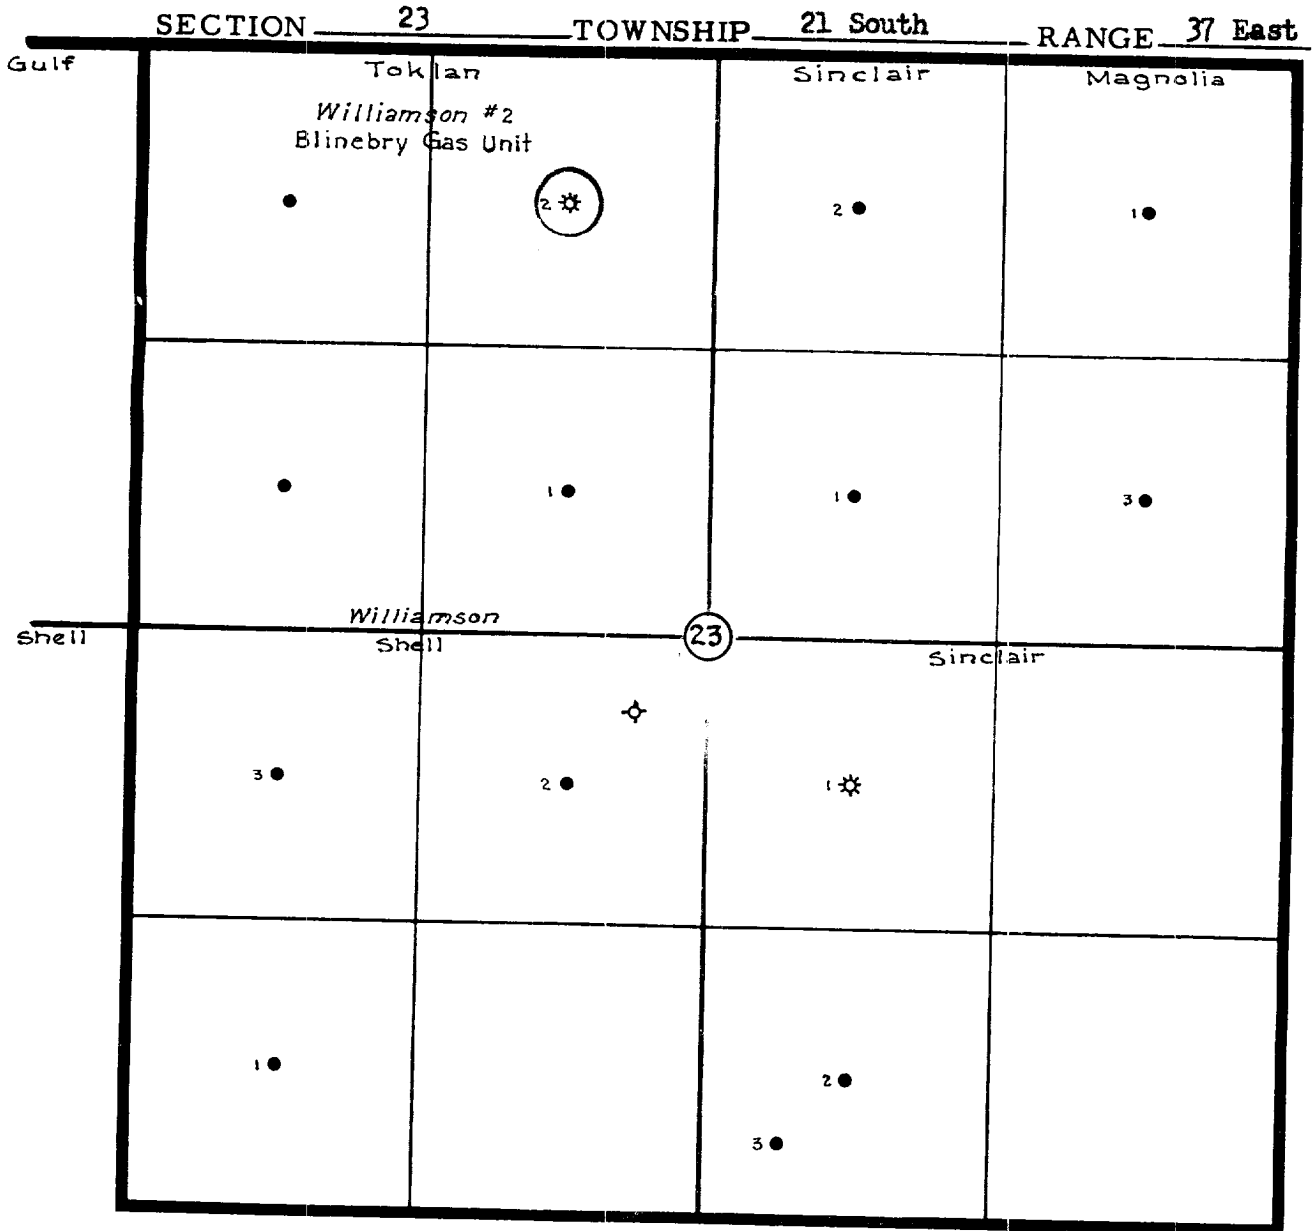 SECTION 23 TOWNSHIP 21 South RANGE 37 East
Gulf Toklan Sinclair Magnolia
Williamson #2
Blinebry Gas Unit
2 2 1
1 1 3
Williamson
Shell Shell 23 Sinclair
3 2 1
1 2
3